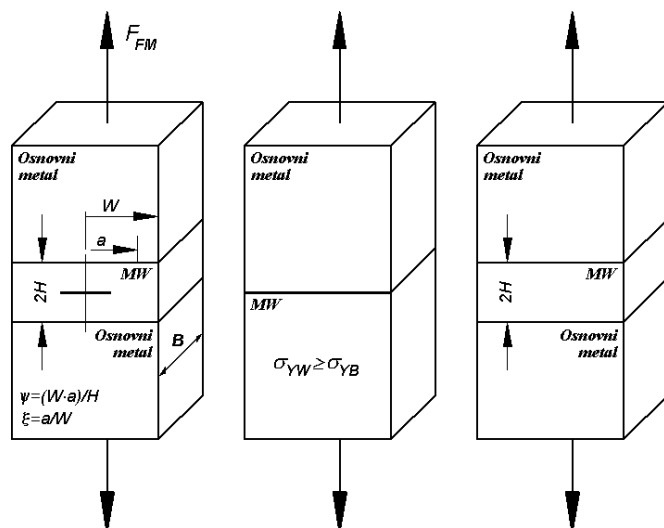 F_FM
Osnovni
metal
W
a
MW
2H
Osnovni
metal
B
ψ=(W-a)/H
ξ=a/W
Osnovni
metal
MW
σ_YW ≥ σ_YB
Osnovni
metal
MW
2H
Osnovni
metal